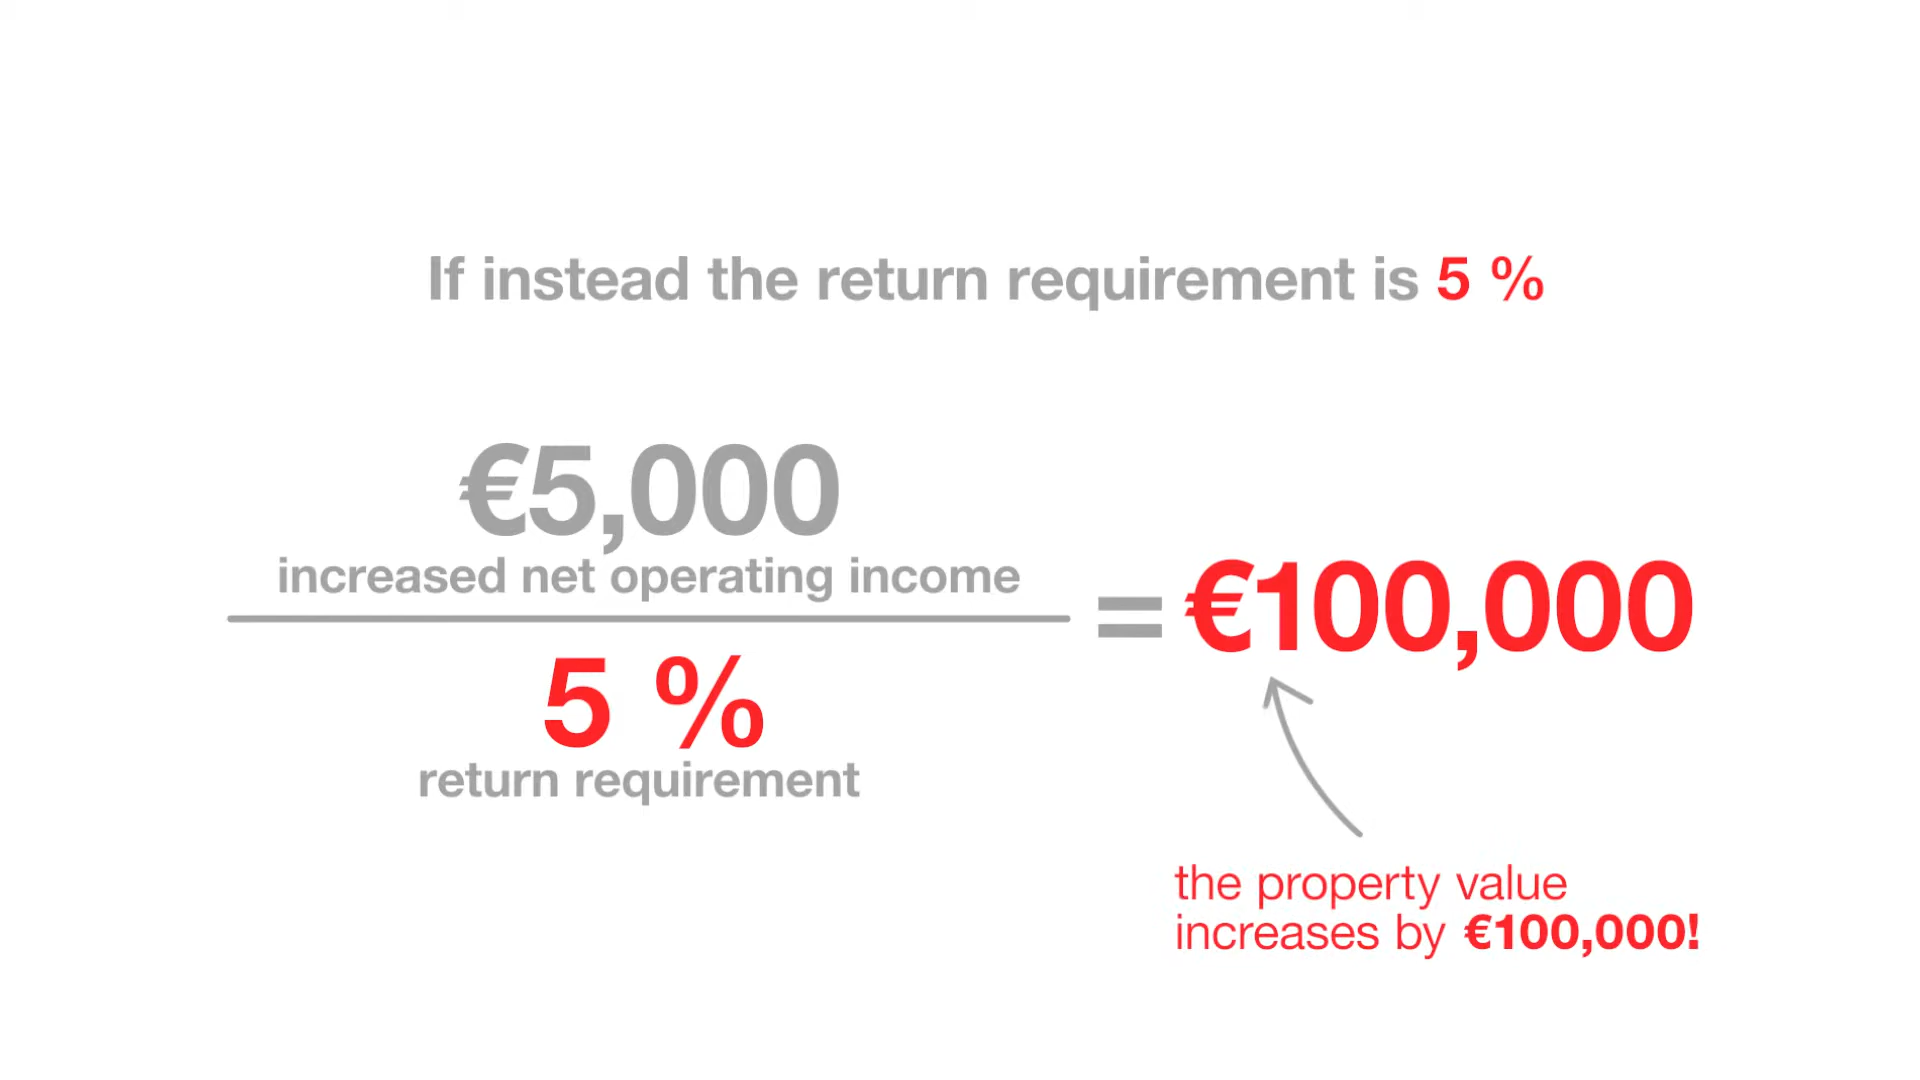 If instead the return requirement is 5 %
€5,000
increased net operating income
5 %
return requirement
= €100,000
the property value
increases by €100,000!